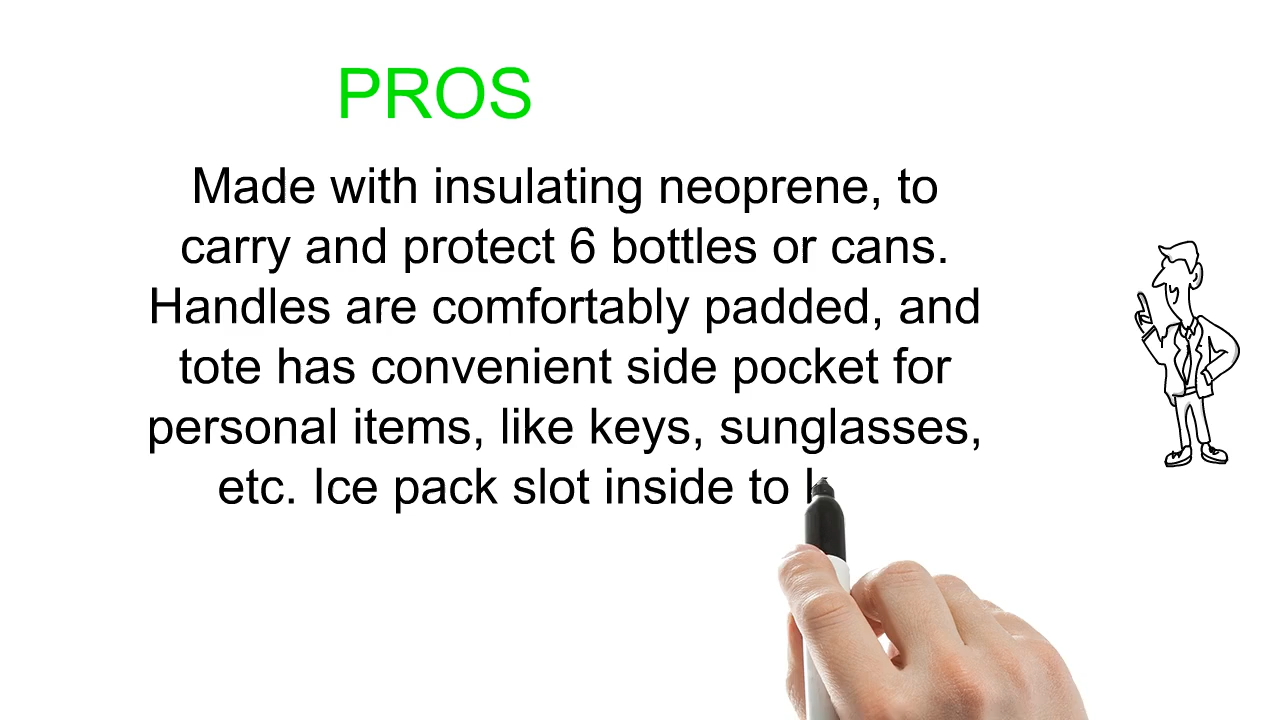 PROS
Made with insulating neoprene, to
carry and protect 6 bottles or cans.
Handles are comfortably padded, and
tote has convenient side pocket for
personal items, like keys, sunglasses,
etc. Ice pack slot inside to